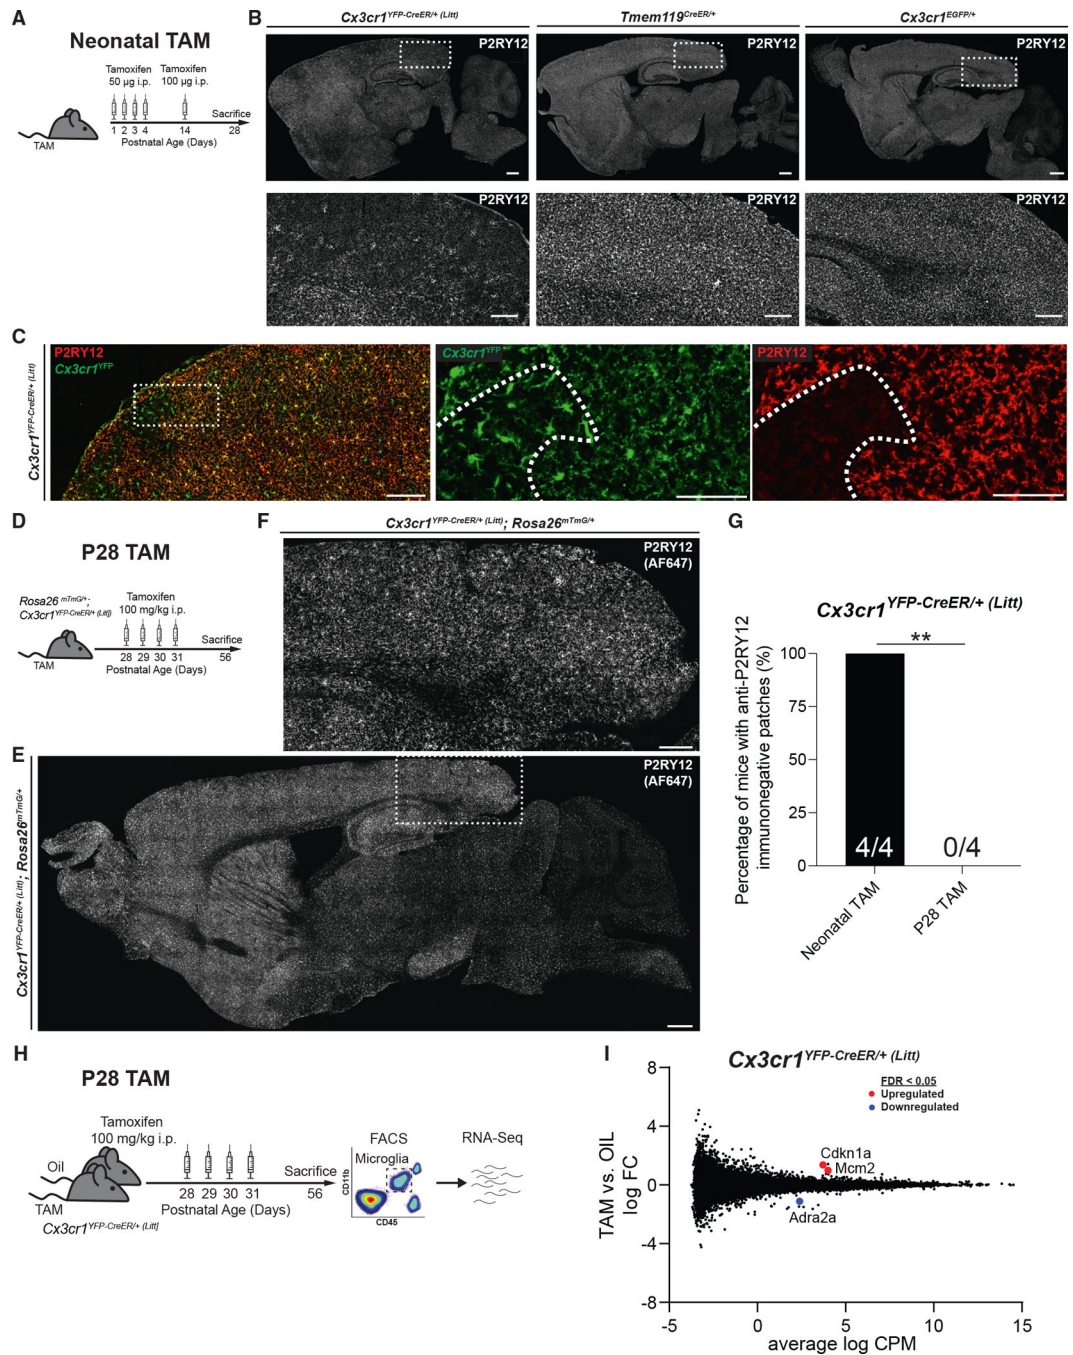 A
Neonatal TAM
Tamoxifen
50 µg i.p.
Tamoxifen
100 µg i.p.
Sacrifice
1 2 3 4 14 28
Postnatal Age (Days)
TAM
B
Cx3cr1YFP-CreER/+ (Litt)
Tmem119CreER/+
Cx3cr1EGFP/+
P2RY12
P2RY12
P2RY12
P2RY12
P2RY12
P2RY12
C
Cx3cr1YFP-CreER/+ (Litt)
P2RY12
Cx3cr1YFP
Cx3cr1YFP
P2RY12
D
P28 TAM
Rosa26 mTmG/+;
Cx3cr1YFP-CreER/+ (Litt)
Tamoxifen
100 mg/kg i.p.
Sacrifice
28 29 30 31 56
Postnatal Age (Days)
TAM
F
Cx3cr1YFP-CreER/+ (Litt); Rosa26mTmG/+
P2RY12
(AF647)
E
Cx3cr1YFP-CreER/+ (Litt); Rosa26mTmG/+
P2RY12
(AF647)
G
Cx3cr1YFP-CreER/+ (Litt)
**
Percentage of mice with anti-P2RY12
immunonegative patches (%)
100
75
50
25
0
4/4
0/4
Neonatal TAM
P28 TAM
H
P28 TAM
Tamoxifen
100 mg/kg i.p.
Oil
TAM
Cx3cr1YFP-CreER/+ (Litt)
28 29 30 31 56
Sacrifice
Postnatal Age (Days)
FACS
Microglia
CD11b
CD45
RNA-Seq
I
Cx3cr1YFP-CreER/+ (Litt)
FDR < 0.05
Upregulated
Downregulated
TAM vs. OIL
log FC
8
4
0
-4
-8
Cdkn1a
Mcm2
Adra2a
-5 0 5 10 15
average log CPM